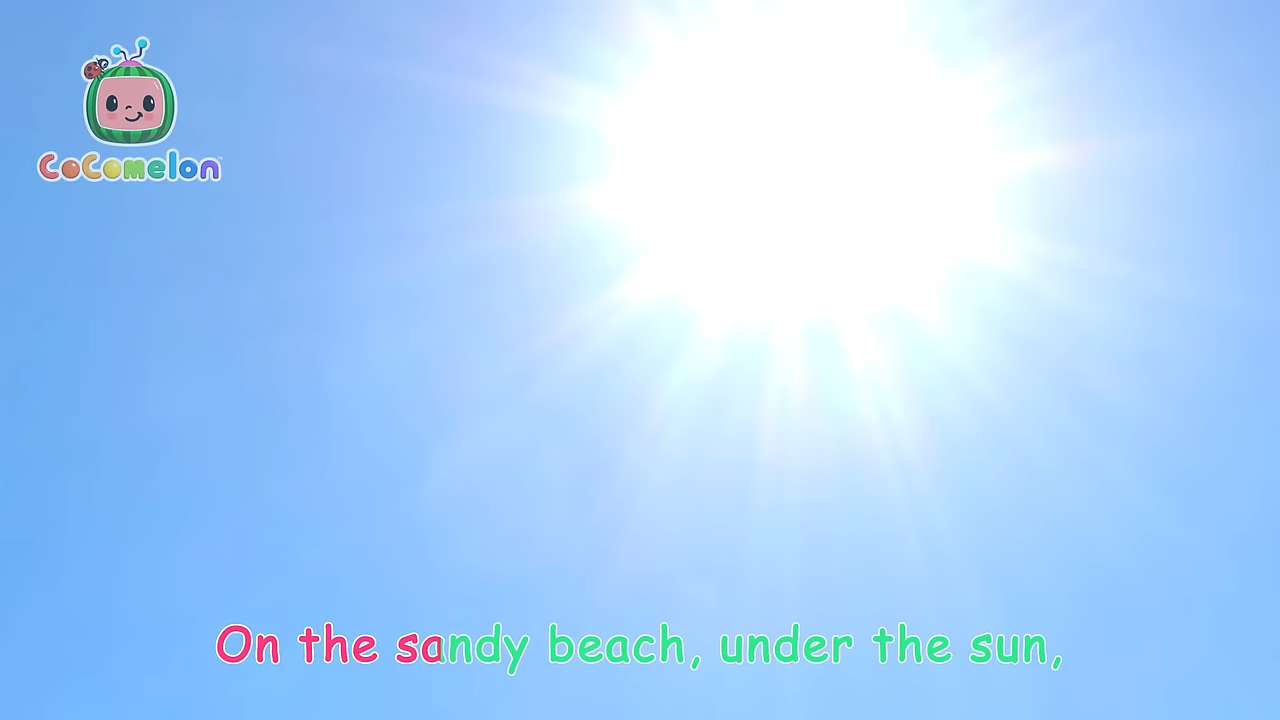 CoComelon
On the sandy beach, under the sun,